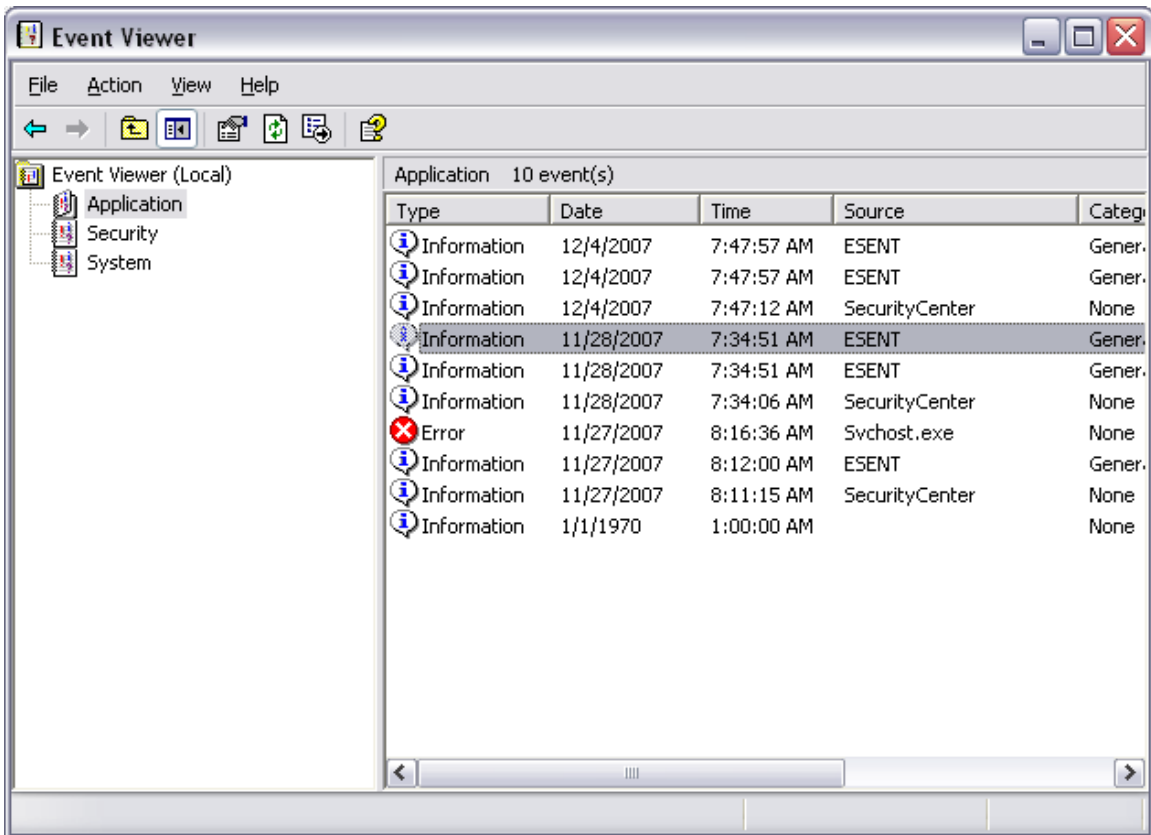 Event Viewer
File Action View Help
Event Viewer (Local)
Application
Security
System
Application 10 event(s)
Type Date Time Source Catego
Information 12/4/2007 7:47:57 AM ESENT Genera
Information 12/4/2007 7:47:57 AM ESENT Genera
Information 12/4/2007 7:47:12 AM SecurityCenter None
Information 11/28/2007 7:34:51 AM ESENT Genera
Information 11/28/2007 7:34:51 AM ESENT Genera
Information 11/28/2007 7:34:06 AM SecurityCenter None
Error 11/27/2007 8:16:36 AM Svchost.exe None
Information 11/27/2007 8:12:00 AM ESENT Genera
Information 11/27/2007 8:11:15 AM SecurityCenter None
Information 1/1/1970 1:00:00 AM None